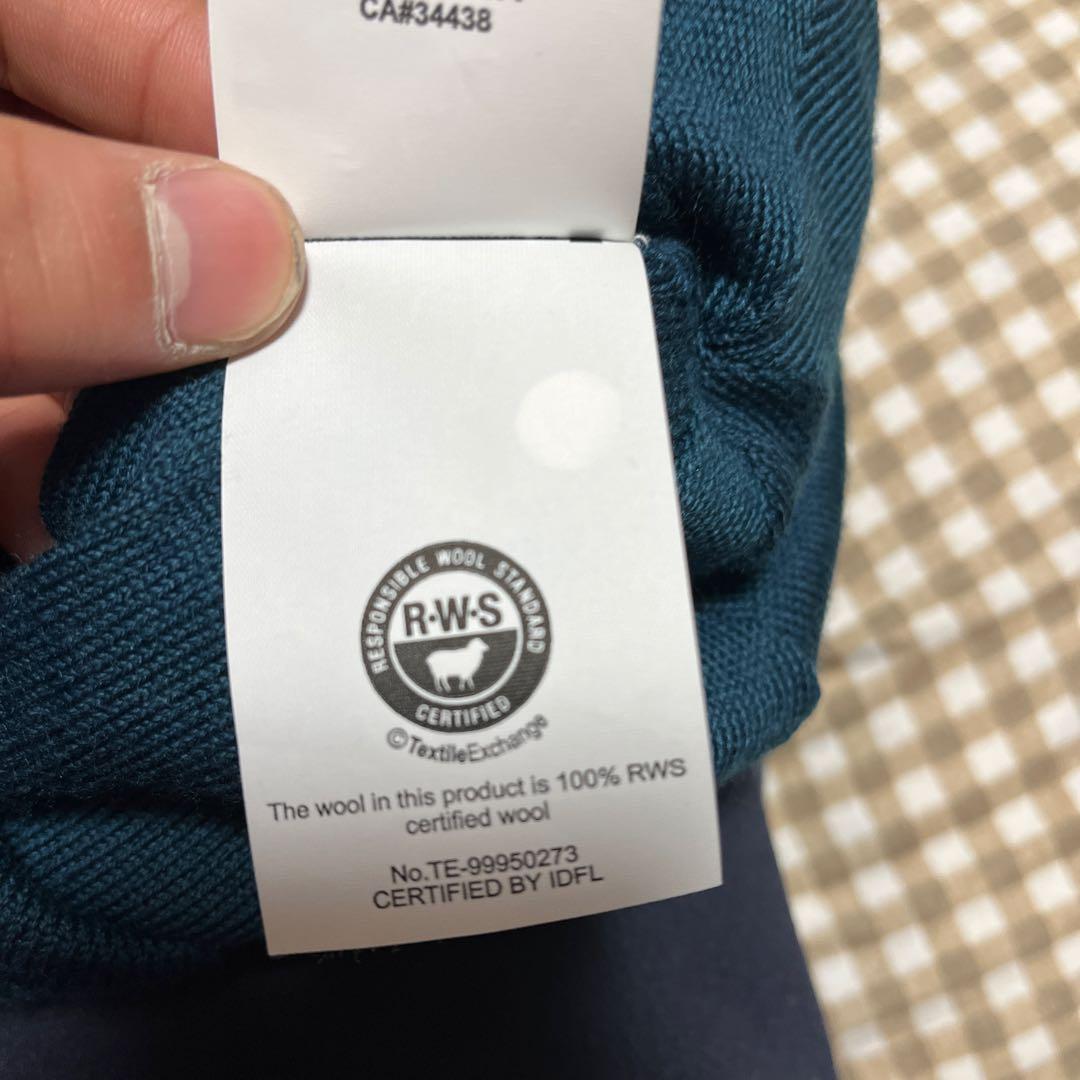 CA#34438
RESPONSIBLE WOOL STANDARD
R·W·S
CERTIFIED
©TextileExchange
The wool in this product is 100% RWS
certified wool
No.TE-99950273
CERTIFIED BY IDFL